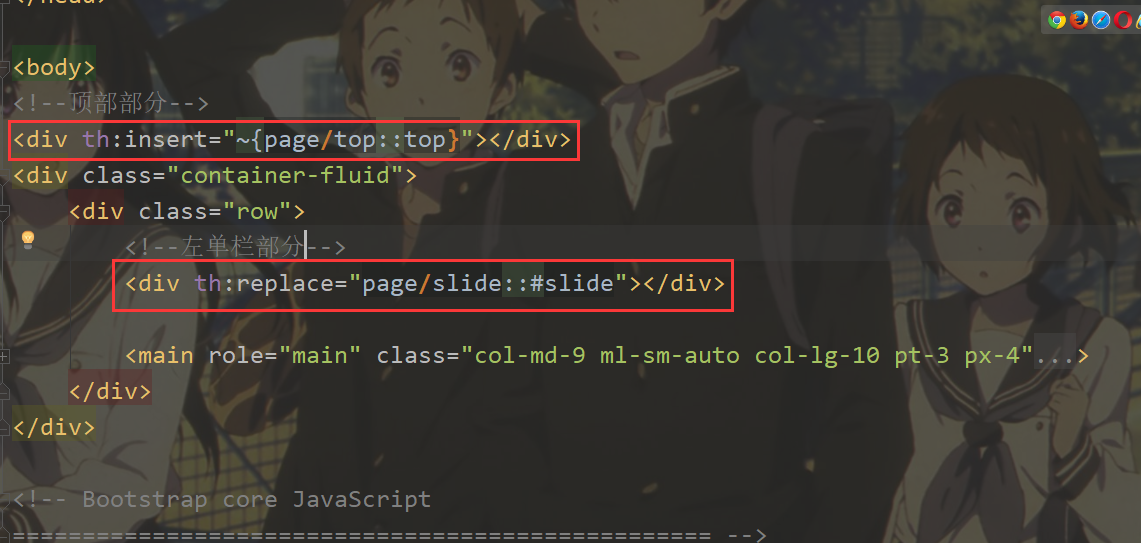 </head>
<body>
<!--顶部部分-->
<div th:insert="~{page/top::top}"></div>
<div class="container-fluid">
<div class="row">
<!--左单栏部分-->
<div th:replace="page/slide::#slide"></div>
<main role="main" class="col-md-9 ml-sm-auto col-lg-10 pt-3 px-4"...>
</div>
</div>
<!-- Bootstrap core JavaScript
================================================== -->